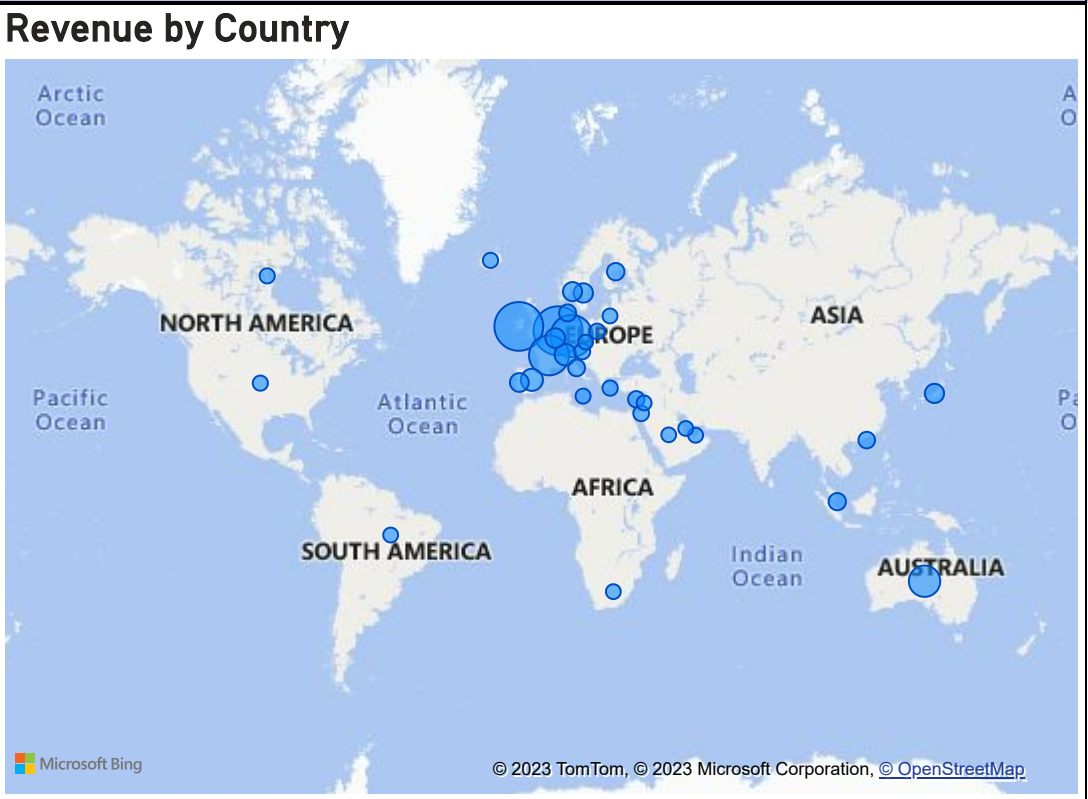 Revenue by Country
Arctic
Ocean
A
O
NORTH AMERICA
EUROPE
ASIA
Pacific
Ocean
Atlantic
Ocean
Pa
O
AFRICA
SOUTH AMERICA
Indian
Ocean
AUSTRALIA
Microsoft Bing
© 2023 TomTom, © 2023 Microsoft Corporation, © OpenStreetMap